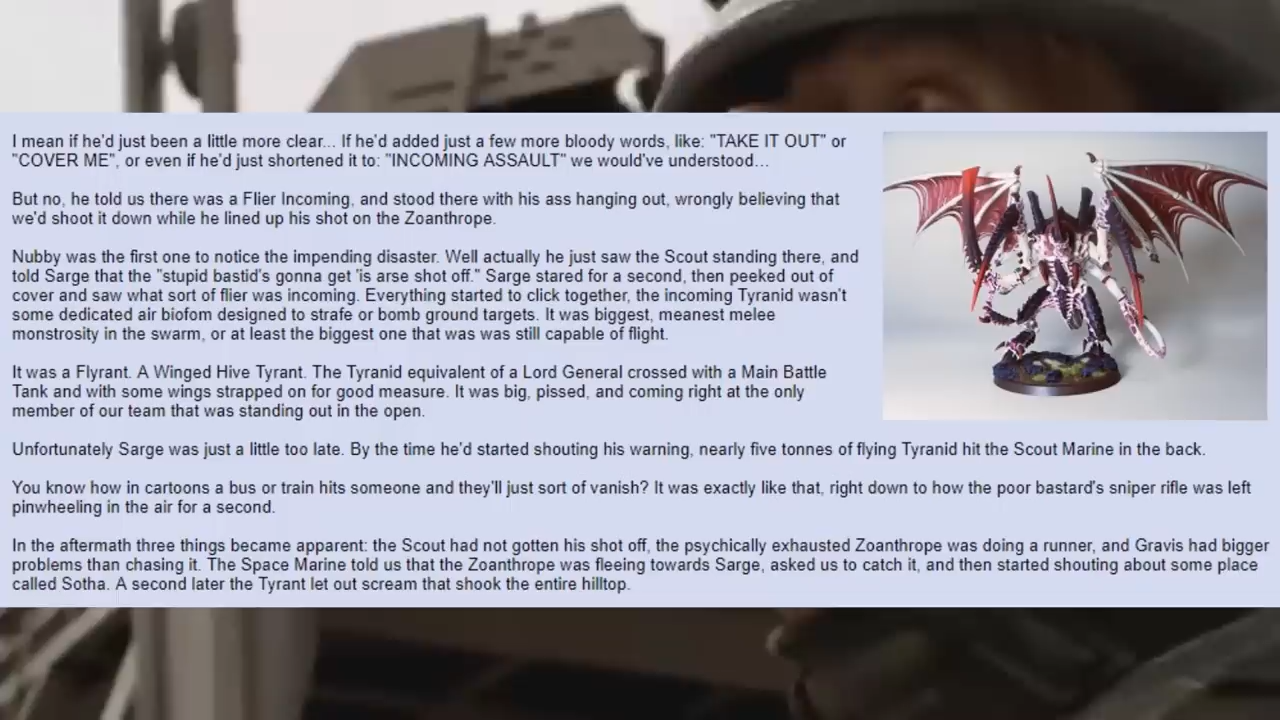 I mean if he'd just been a little more clear... If he'd added just a few more bloody words, like: "TAKE IT OUT" or
"COVER ME", or even if he'd just shortened it to: "INCOMING ASSAULT" we would've understood...
But no, he told us there was a Flier Incoming, and stood there with his ass hanging out, wrongly believing that
we'd shoot it down while he lined up his shot on the Zoanthrope.
Nubby was the first one to notice the impending disaster. Well actually he just saw the Scout standing there, and
told Sarge that the "stupid bastid's gonna get 'is arse shot off." Sarge stared for a second, then peeked out of
cover and saw what sort of flier was incoming. Everything started to click together, the incoming Tyranid wasn't
some dedicated air biofom designed to strafe or bomb ground targets. It was biggest, meanest melee
monstrosity in the swarm, or at least the biggest one that was was still capable of flight.
It was a Flyrant. A Winged Hive Tyrant. The Tyranid equivalent of a Lord General crossed with a Main Battle
Tank and with some wings strapped on for good measure. It was big, pissed, and coming right at the only
member of our team that was standing out in the open.
Unfortunately Sarge was just a little too late. By the time he'd started shouting his warning, nearly five tonnes of flying Tyranid hit the Scout Marine in the back.
You know how in cartoons a bus or train hits someone and they'll just sort of vanish? It was exactly like that, right down to how the poor bastard's sniper rifle was left
pinwheeling in the air for a second.
In the aftermath three things became apparent: the Scout had not gotten his shot off, the psychically exhausted Zoanthrope was doing a runner, and Gravis had bigger
problems than chasing it. The Space Marine told us that the Zoanthrope was fleeing towards Sarge, asked us to catch it, and then started shouting about some place
called Sotha. A second later the Tyrant let out scream that shook the entire hilltop.